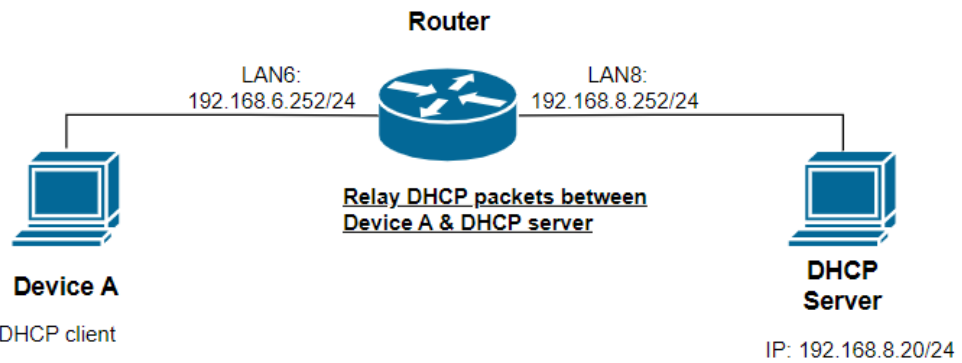 Router
LAN6:
192.168.6.252/24
LAN8:
192.168.8.252/24
Relay DHCP packets between
Device A & DHCP server
Device A
DHCP client
DHCP
Server
IP: 192.168.8.20/24